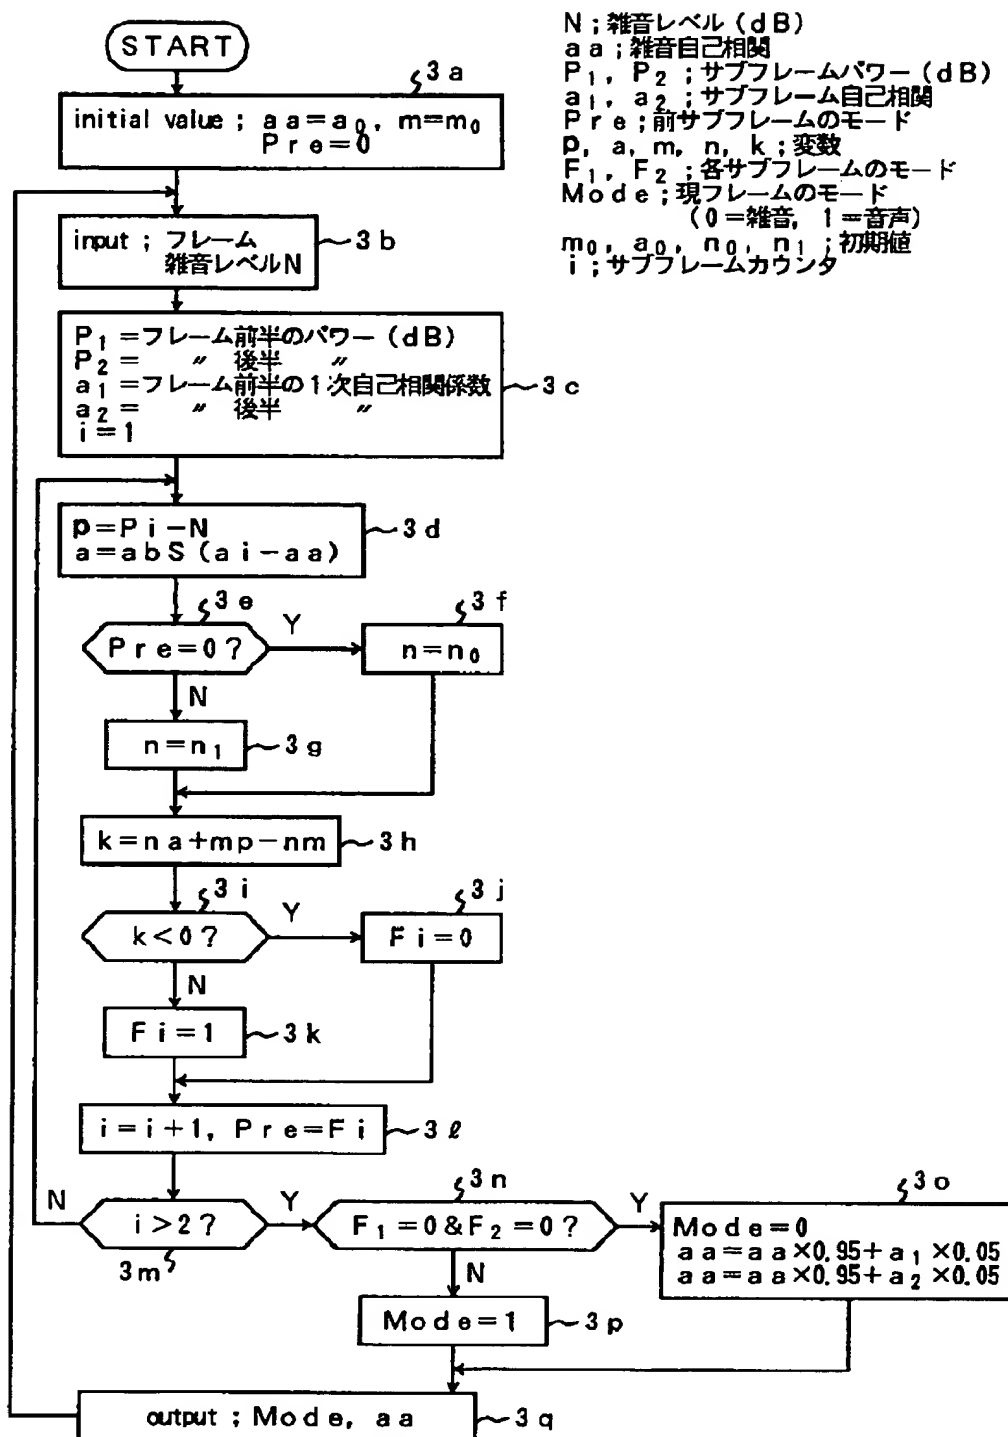 START
3a
initial value ; aa=a₀, m=m₀
Pre=0
N ; 雑音レベル (dB)
aa ; 雑音自己相関
P₁, P₂ ; サブフレームパワー (dB)
a₁, a₂ ; サブフレーム自己相関
Pre ; 前サブフレームのモード
p, a, m, n, k ; 変数
F₁, F₂ ; 各サブフレームのモード
Mode ; 現フレームのモード
(0=雑音, 1=音声)
m₀, a₀, n₀, n₁ ; 初期値
i ; サブフレームカウンタ
input ; フレーム
雑音レベルN
3b
P₁ =フレーム前半のパワー (dB)
P₂ = 〃 後半 〃
a₁ =フレーム前半の1次自己相関係数
a₂ = 〃 後半 〃
i=1
3c
p=Pi-N
a=abS (ai-aa)
3d
3e
Pre=0?
Y
N
3f
n=n₀
n=n₁
3g
k=na+mp-nm
3h
3i
k<0?
Y
N
3j
Fi=0
Fi=1
3k
i=i+1, Pre=Fi
3ℓ
N
i>2?
Y
3m
3n
F₁=0&F₂=0?
Y
N
3o
Mode=0
aa=aa×0.95+a₁×0.05
aa=aa×0.95+a₂×0.05
Mode=1
3p
output ; Mode, aa
3q